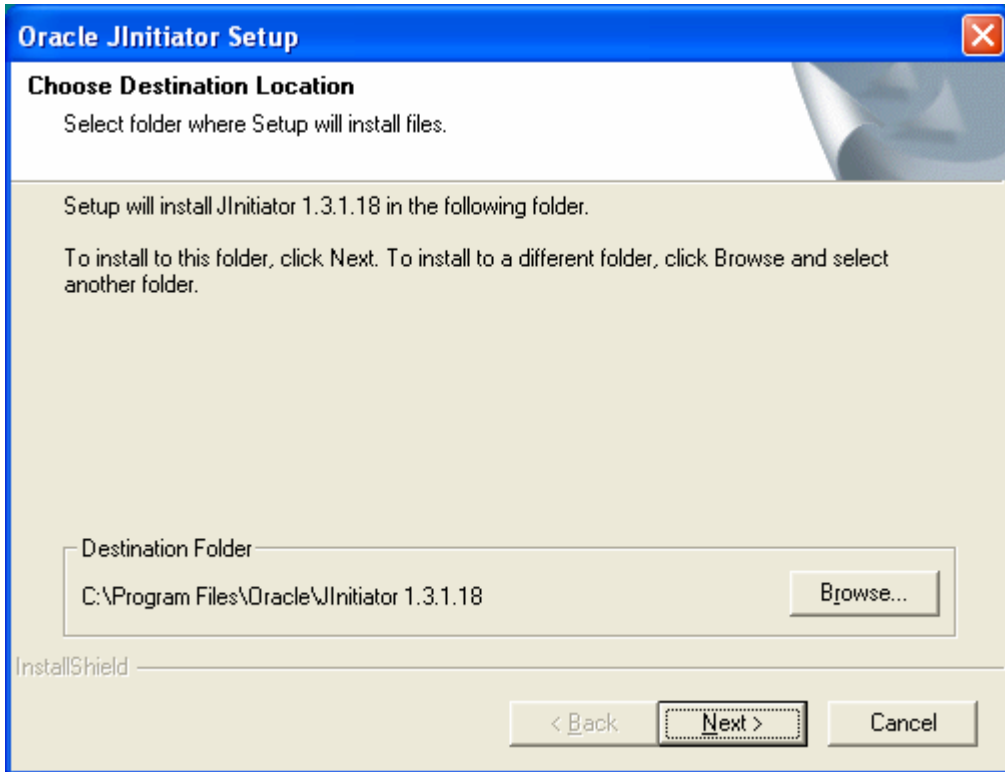 Oracle JInitiator Setup
Choose Destination Location
Select folder where Setup will install files.
Setup will install JInitiator 1.3.1.18 in the following folder.
To install to this folder, click Next. To install to a different folder, click Browse and select
another folder.
Destination Folder
C:\Program Files\Oracle\JInitiator 1.3.1.18
Browse...
InstallShield
< Back
Next >
Cancel